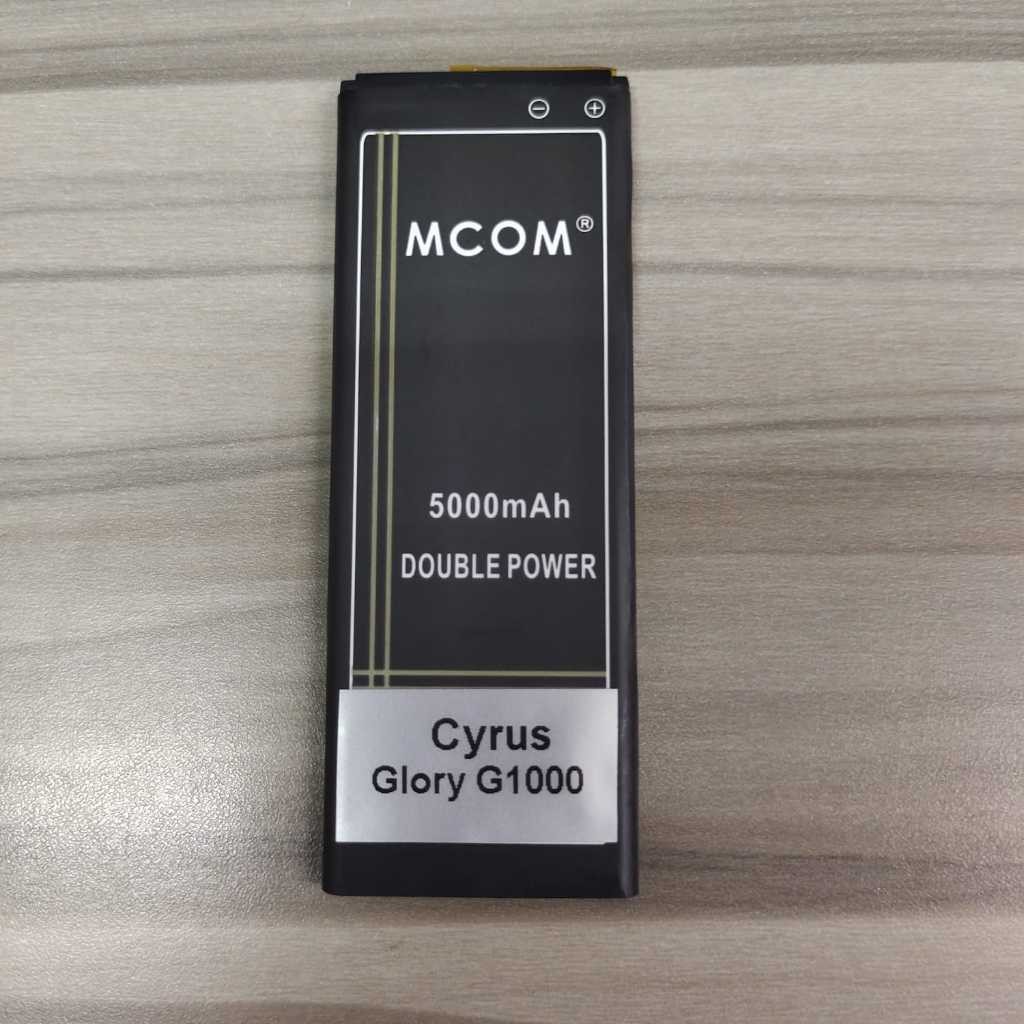 ⊖ ⊕
MCOM®
5000mAh
DOUBLE POWER
Cyrus
Glory G1000